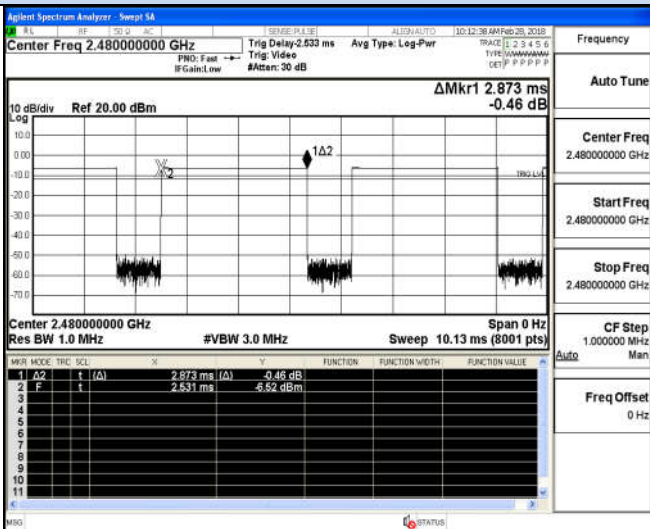 Agilent Spectrum Analyzer - Swept SA
RL RF 50 Ω AC SENSE:PULSE ALIGN AUTO 10:12:38 AM Feb 28, 2018
Center Freq 2.480000000 GHz
PNO: Fast
IFGain:Low
Trig Delay-2.533 ms
Trig: Video
#Atten: 30 dB
Avg Type: Log-Pwr
TRACE 1 2 3 4 5 6
TYPE WWWWWW
DET P P P P P P
ΔMkr1 2.873 ms
-0.46 dB
10 dB/div Ref 20.00 dBm
Log
10.0
0.00
-10.0
-20.0
-30.0
-40.0
-50.0
-60.0
-70.0
1Δ2
2
TRIG LVL
Center 2.480000000 GHz Span 0 Hz
Res BW 1.0 MHz #VBW 3.0 MHz Sweep 10.13 ms (8001 pts)
MKR MODE TRC SCL X Y FUNCTION FUNCTION WIDTH FUNCTION VALUE
1 Δ2 t (Δ) 2.873 ms (Δ) -0.46 dB
2 F t 2.531 ms -6.52 dBm
3
4
5
6
7
8
9
10
11
MSG STATUS
Frequency
Auto Tune
Center Freq
2.480000000 GHz
Start Freq
2.480000000 GHz
Stop Freq
2.480000000 GHz
CF Step
1.000000 MHz
Auto Man
Freq Offset
0 Hz